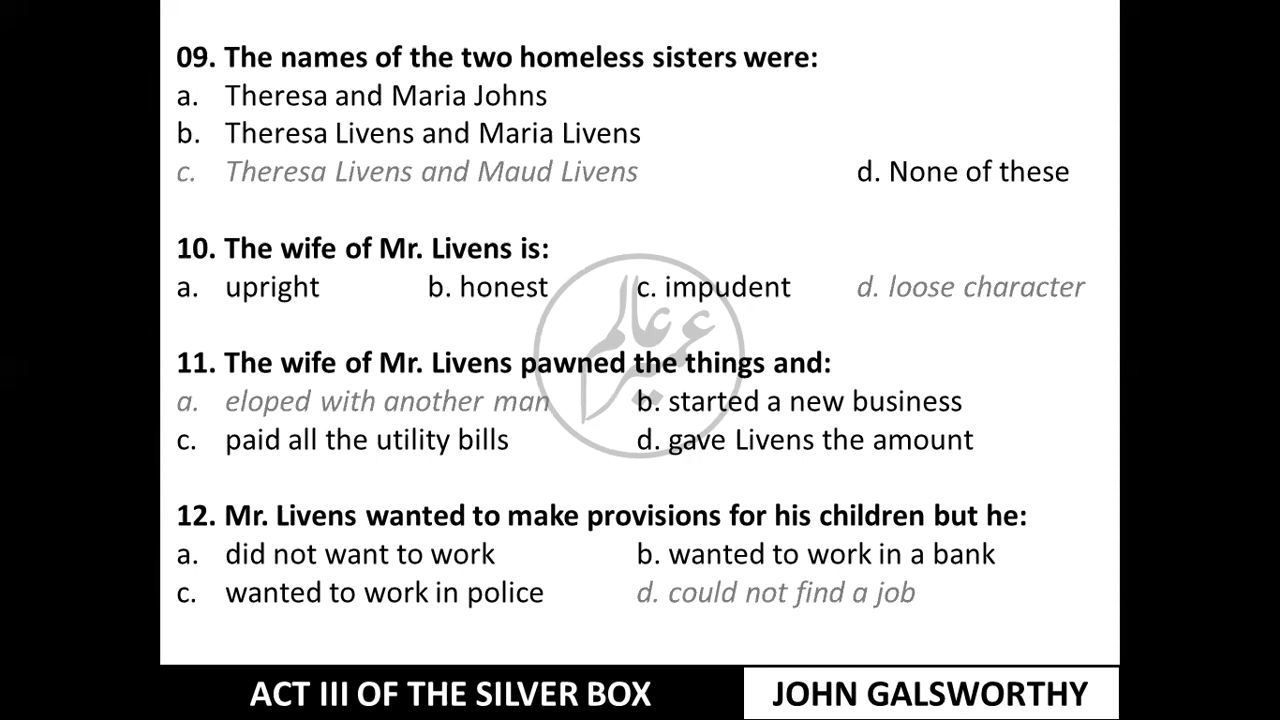 09. The names of the two homeless sisters were:
a. Theresa and Maria Johns
b. Theresa Livens and Maria Livens
c. Theresa Livens and Maud Livens d. None of these
10. The wife of Mr. Livens is:
a. upright b. honest c. impudent d. loose character
11. The wife of Mr. Livens pawned the things and:
a. eloped with another man b. started a new business
c. paid all the utility bills d. gave Livens the amount
12. Mr. Livens wanted to make provisions for his children but he:
a. did not want to work b. wanted to work in a bank
c. wanted to work in police d. could not find a job
ACT III OF THE SILVER BOX JOHN GALSWORTHY